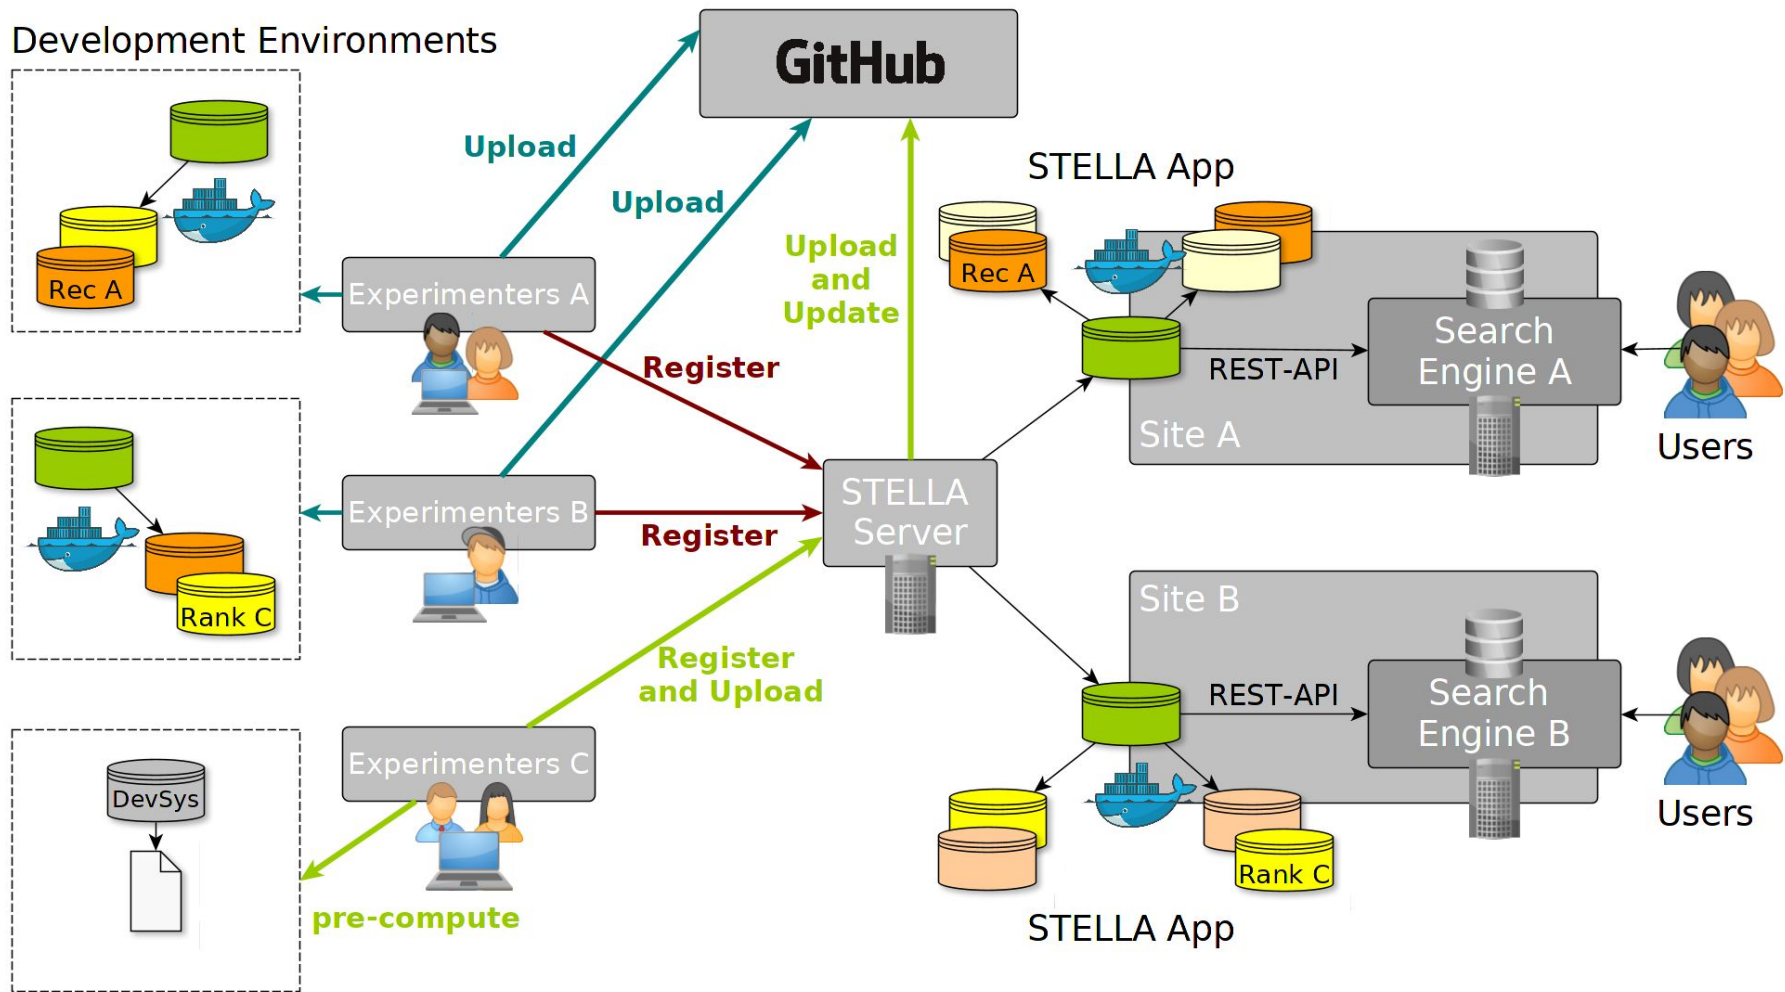 Development Environments
GitHub
Upload
Upload
Upload
and
Update
STELLA App
Rec A
Experimenters A
Rec A
Register
REST-API
Search
Engine A
Site A
Users
Experimenters B
Register
STELLA
Server
Rank C
Register
and Upload
Site B
REST-API
Search
Engine B
Experimenters C
DevSys
pre-compute
Rank C
Users
STELLA App